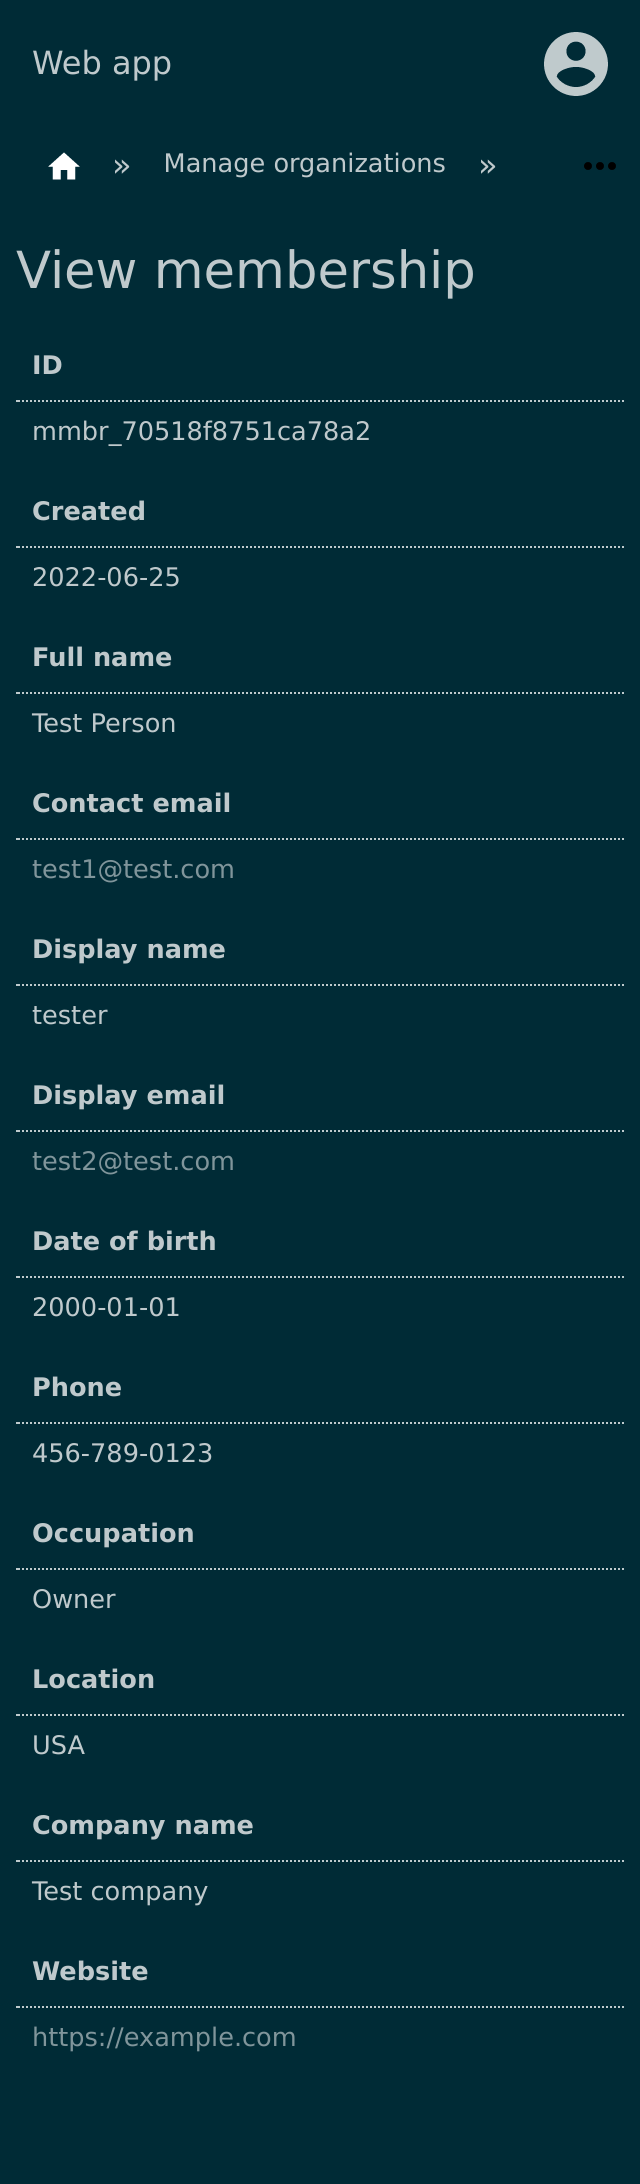 Web app
» Manage organizations »
View membership
ID
mmbr_70518f8751ca78a2
Created
2022-06-25
Full name
Test Person
Contact email
test1@test.com
Display name
tester
Display email
test2@test.com
Date of birth
2000-01-01
Phone
456-789-0123
Occupation
Owner
Location
USA
Company name
Test company
Website
https://example.com